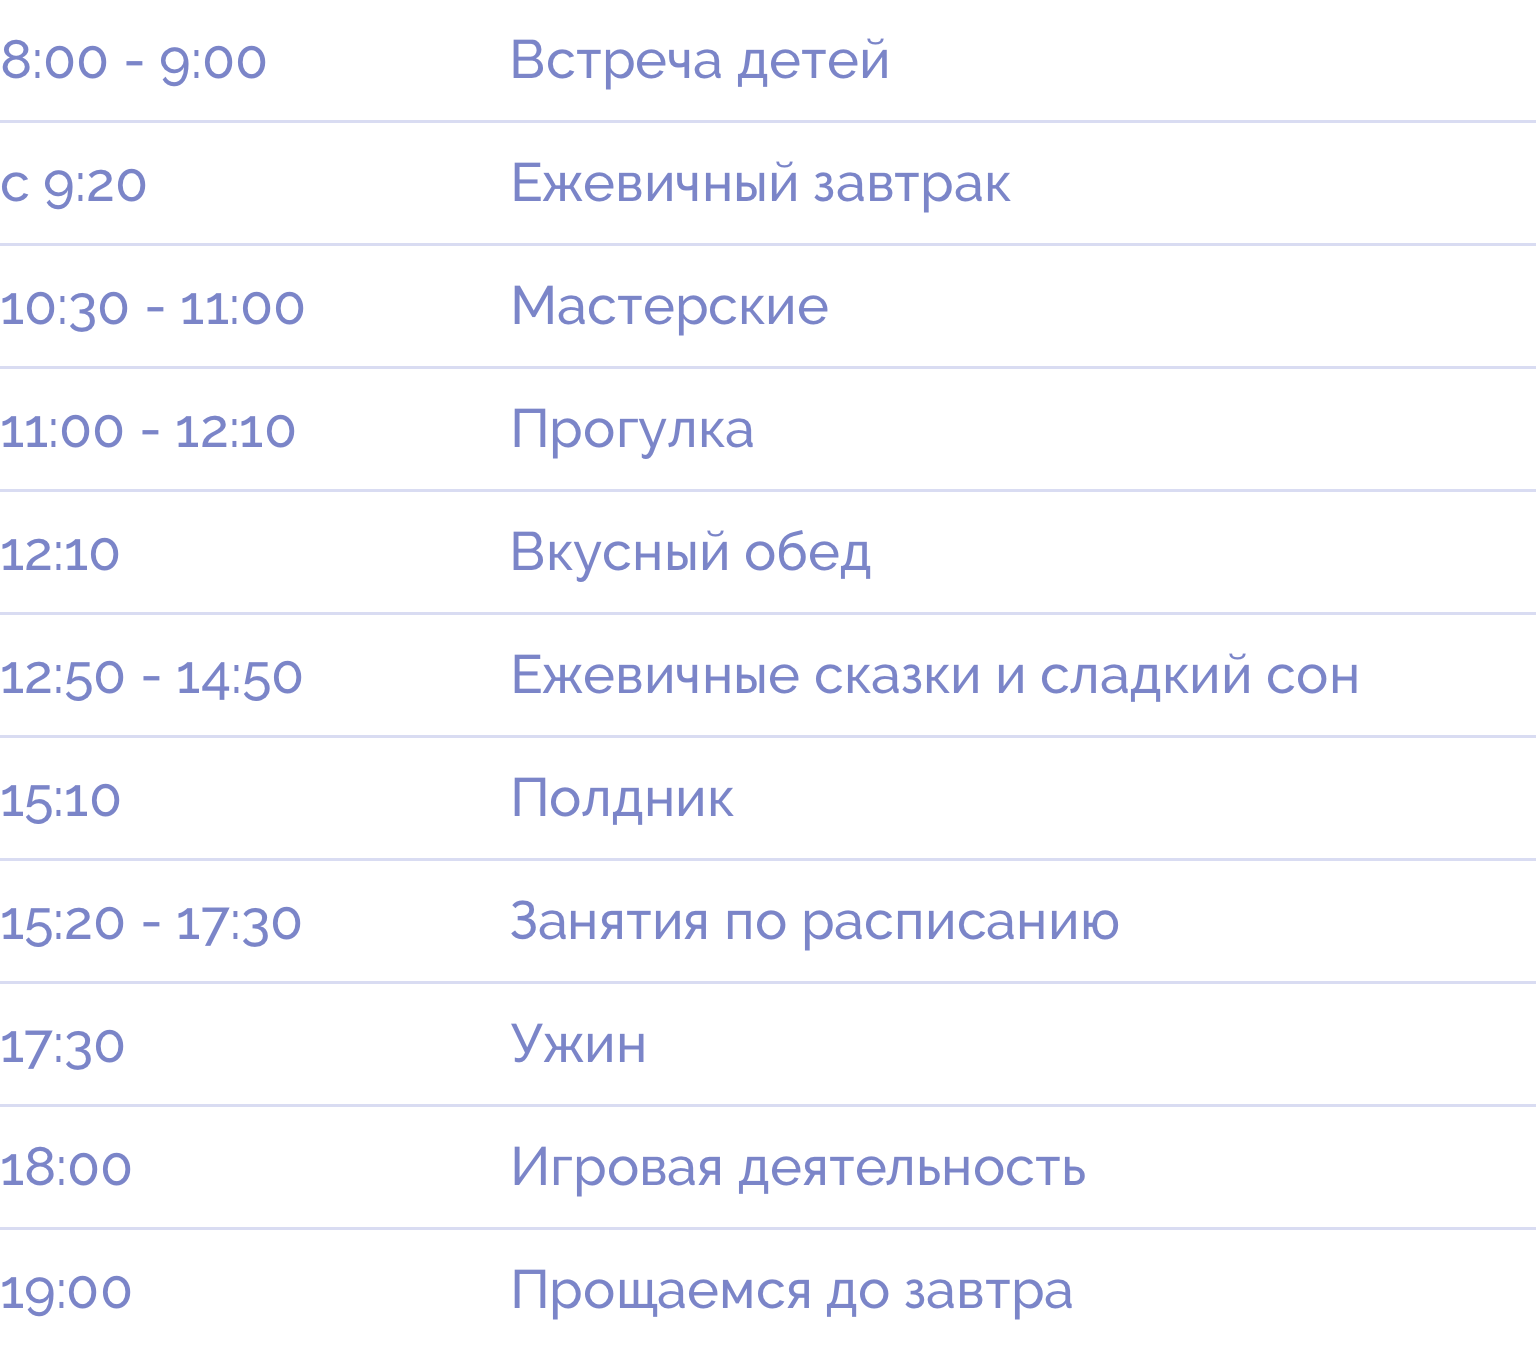 8:00 - 9:00 Встреча детей
с 9:20 Ежевичный завтрак
10:30 - 11:00 Мастерские
11:00 - 12:10 Прогулка
12:10 Вкусный обед
12:50 - 14:50 Ежевичные сказки и сладкий сон
15:10 Полдник
15:20 - 17:30 Занятия по расписанию
17:30 Ужин
18:00 Игровая деятельность
19:00 Прощаемся до завтра